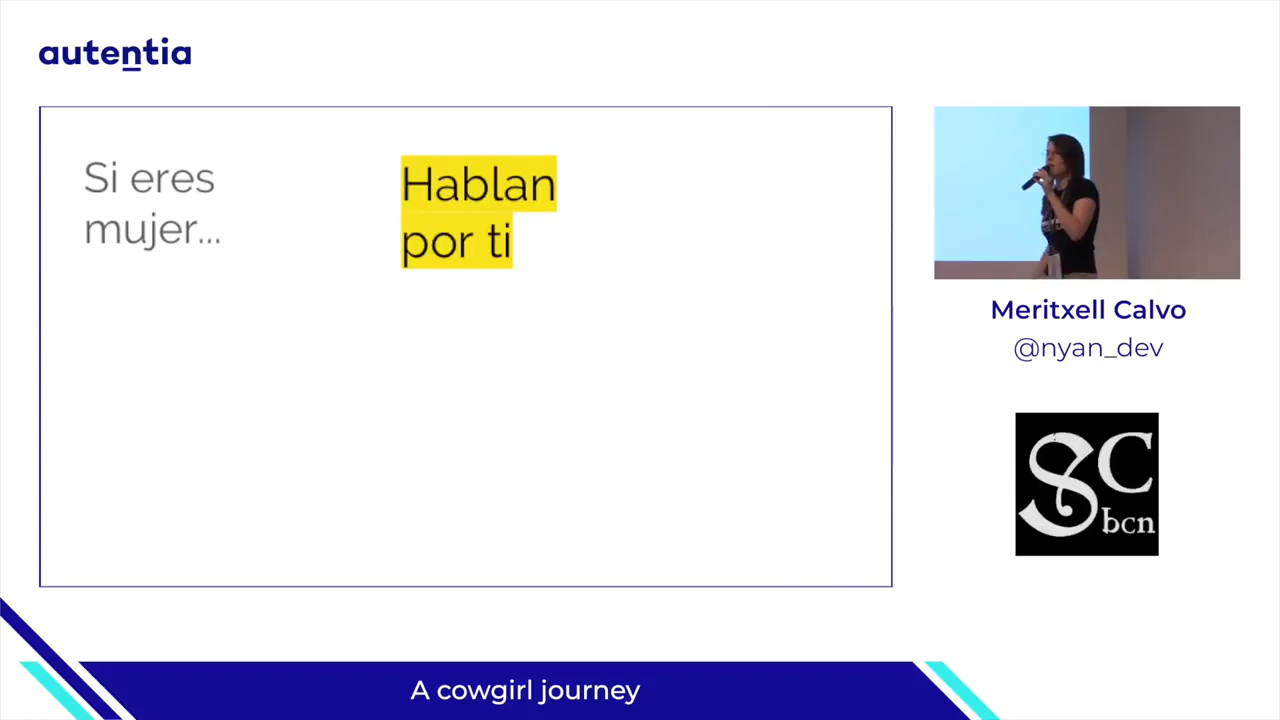 autentia
Si eres
mujer...
Hablan
por ti
Meritxell Calvo
@nyan_dev
SC
bcn
A cowgirl journey